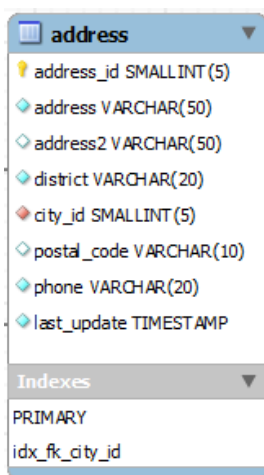 address
address_id SMALLINT(5)
address VARCHAR(50)
address2 VARCHAR(50)
district VARCHAR(20)
city_id SMALLINT(5)
postal_code VARCHAR(10)
phone VARCHAR(20)
last_update TIMESTAMP
Indexes
PRIMARY
idx_fk_city_id